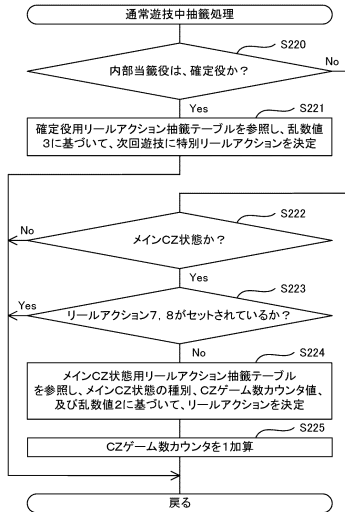 通常遊技中抽籤処理
S220
内部当籤役は、確定役か？
No
Yes
S221
確定役用リールアクション抽籤テーブルを参照し、乱数値
3に基づいて、次回遊技に特別リールアクションを決定
S222
No
メインCZ状態か？
Yes
S223
Yes
リールアクション7，8がセットされているか？
No
S224
メインCZ状態用リールアクション抽籤テーブル
を参照し、メインCZ状態の種別、CZゲーム数カウンタ値、
及び乱数値2に基づいて、リールアクションを決定
S225
CZゲーム数カウンタを1加算
戻る